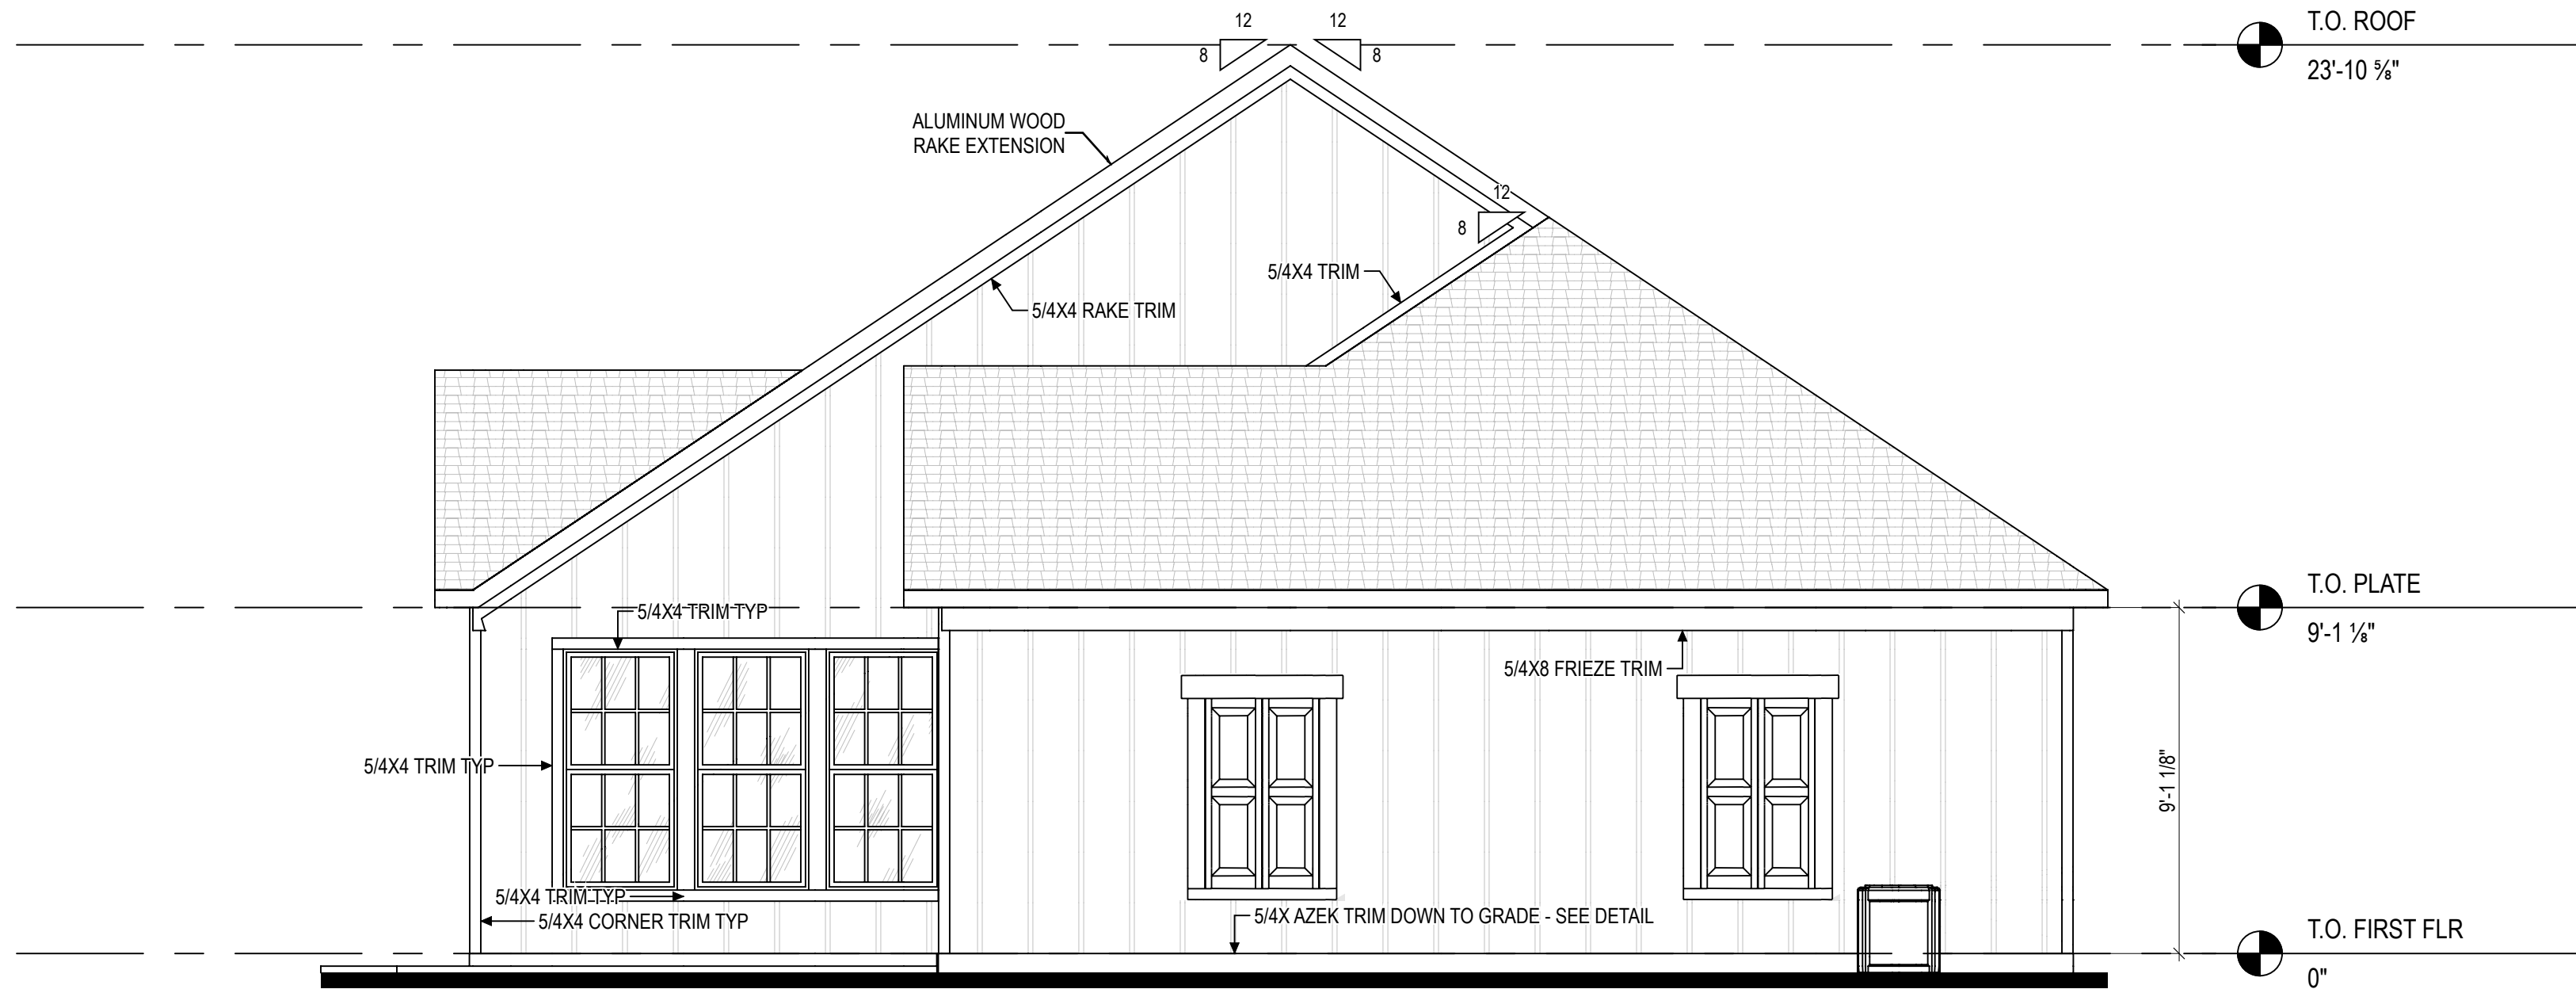 12
12
T.O. ROOF
8
8
23'-10 ⅝"
ALUMINUM WOOD
RAKE EXTENSION
12
8
5/4X4 TRIM
5/4X4 RAKE TRIM
T.O. PLATE
5/4X4 TRIM TYP
9'-1 ⅛"
5/4X8 FRIEZE TRIM
5/4X4 TRIM TYP
9'-1 1/8"
5/4X4 TRIM TYP
5/4X4 CORNER TRIM TYP
5/4X AZEK TRIM DOWN TO GRADE - SEE DETAIL
T.O. FIRST FLR
0"